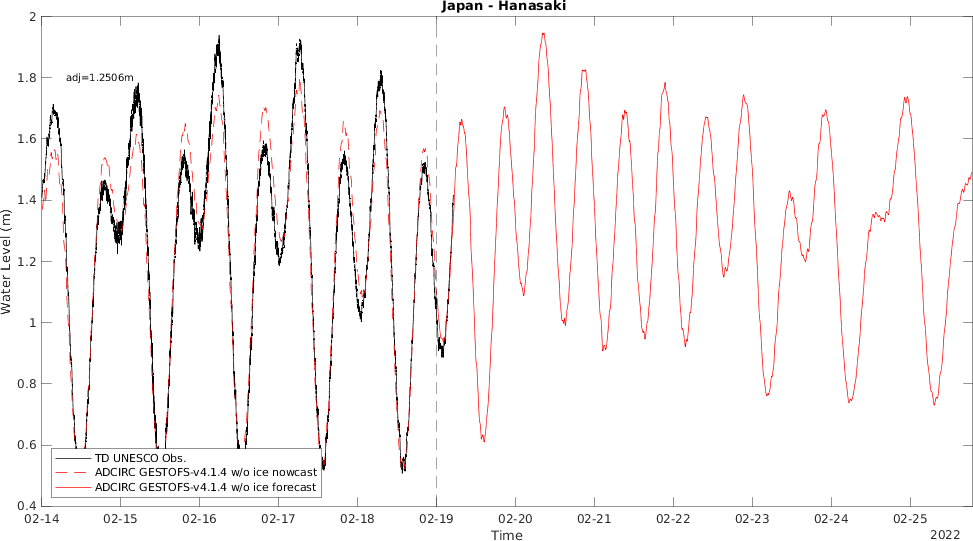 Japan - Hanasaki
2
1.8
1.6
1.4
1.2
1
0.8
0.6
0.4
Water Level (m)
adj=1.2506m
TD UNESCO Obs.
ADCIRC GESTOFS-v4.1.4 w/o ice nowcast
ADCIRC GESTOFS-v4.1.4 w/o ice forecast
02-14 02-15 02-16 02-17 02-18 02-19 02-20 02-21 02-22 02-23 02-24 02-25
Time
2022